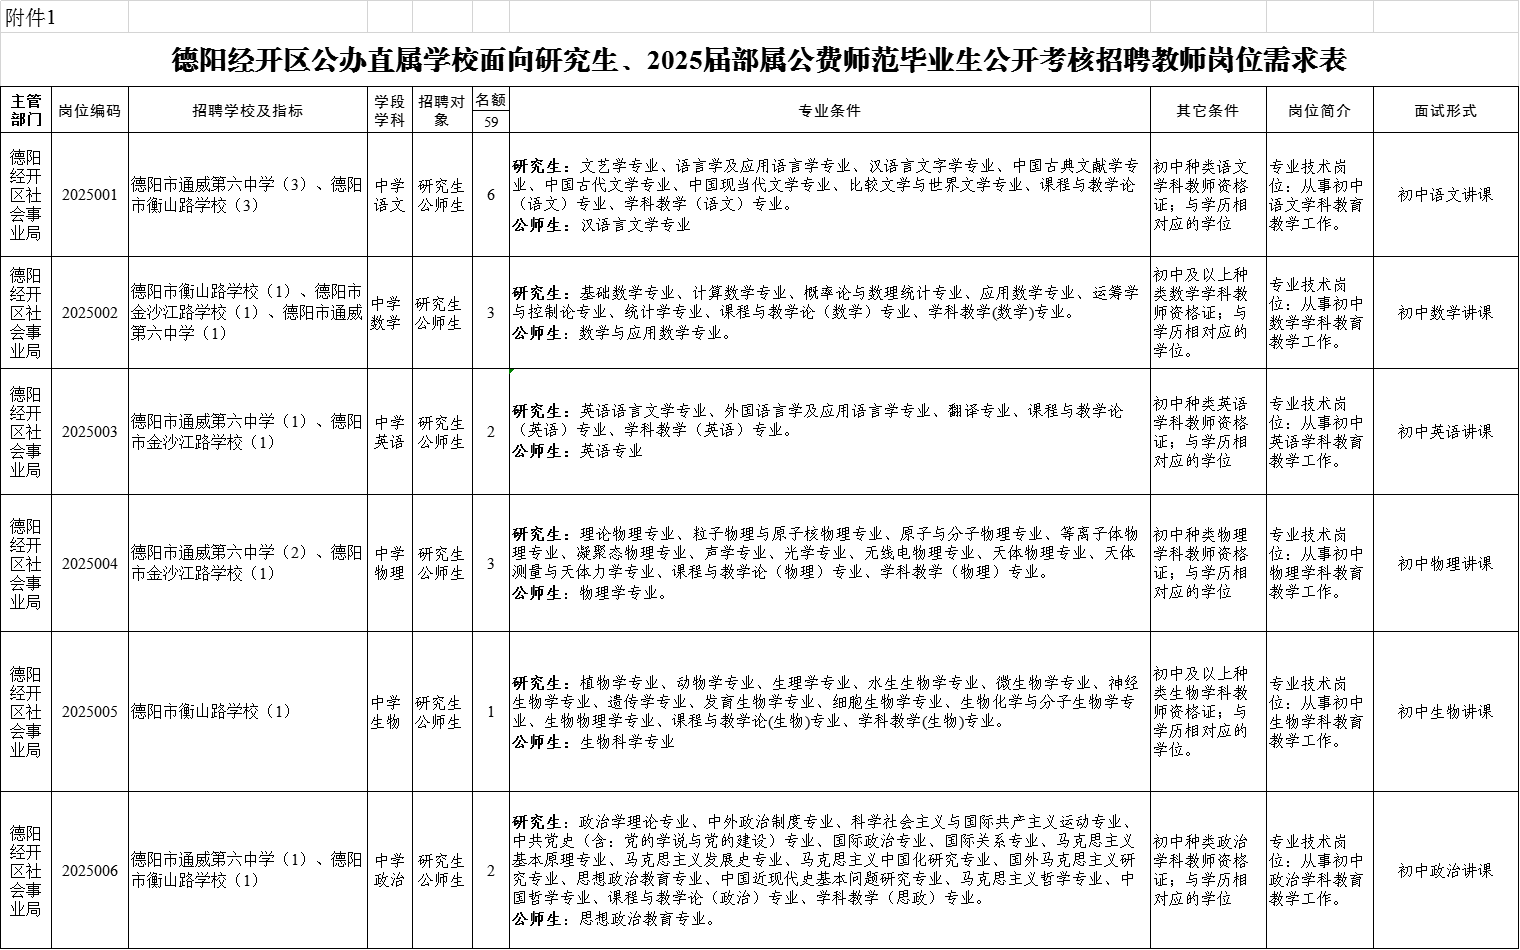 附件1
德阳经开区公办直属学校面向研究生、2025届部属公费师范毕业生公开考核招聘教师岗位需求表
主管
部门
岗位编码
招聘学校及指标
学段
学科
招聘对
象
名额
59
专业条件
其它条件
岗位简介
面试形式
德阳
经开
区社
会事
业局
2025001
德阳市通威第六中学（3）、德阳
市衡山路学校（3）
中学
语文
研究生
公师生
6
研究生：文艺学专业、语言学及应用语言学专业、汉语言文字学专业、中国古典文献学专
业、中国古代文学专业、中国现当代文学专业、比较文学与世界文学专业、课程与教学论
（语文）专业、学科教学（语文）专业。
公师生：汉语言文学专业
初中种类语文
学科教师资格
证；与学历相
对应的学位
专业技术岗
位：从事初中
语文学科教育
教学工作。
初中语文讲课
德阳
经开
区社
会事
业局
2025002
德阳市衡山路学校（1）、德阳市
金沙江路学校（1）、德阳市通威
第六中学（1）
中学
数学
研究生
公师生
3
研究生：基础数学专业、计算数学专业、概率论与数理统计专业、应用数学专业、运筹学
与控制论专业、统计学专业、课程与教学论（数学）专业、学科教学(数学)专业。
公师生：数学与应用数学专业。
初中及以上种
类数学学科教
师资格证；与
学历相对应的
学位。
专业技术岗
位：从事初中
数学学科教育
教学工作。
初中数学讲课
德阳
经开
区社
会事
业局
2025003
德阳市通威第六中学（1）、德阳
市金沙江路学校（1）
中学
英语
研究生
公师生
2
研究生：英语语言文学专业、外国语言学及应用语言学专业、翻译专业、课程与教学论
（英语）专业、学科教学（英语）专业。
公师生：英语专业
初中种类英语
学科教师资格
证；与学历相
对应的学位
专业技术岗
位：从事初中
英语学科教育
教学工作。
初中英语讲课
德阳
经开
区社
会事
业局
2025004
德阳市通威第六中学（2）、德阳
市金沙江路学校（1）
中学
物理
研究生
公师生
3
研究生：理论物理专业、粒子物理与原子核物理专业、原子与分子物理专业、等离子体物
理专业、凝聚态物理专业、声学专业、光学专业、无线电物理专业、天体物理专业、天体
测量与天体力学专业、课程与教学论（物理）专业、学科教学（物理）专业。
公师生：物理学专业。
初中种类物理
学科教师资格
证；与学历相
对应的学位
专业技术岗
位：从事初中
物理学科教育
教学工作。
初中物理讲课
德阳
经开
区社
会事
业局
2025005
德阳市衡山路学校（1）
中学
生物
研究生
公师生
1
研究生：植物学专业、动物学专业、生理学专业、水生生物学专业、微生物学专业、神经
生物学专业、遗传学专业、发育生物学专业、细胞生物学专业、生物化学与分子生物学专
业、生物物理学专业、课程与教学论(生物)专业、学科教学(生物)专业。
公师生：生物科学专业
初中及以上种
类生物学科教
师资格证；与
学历相对应的
学位。
专业技术岗
位：从事初中
生物学科教育
教学工作。
初中生物讲课
德阳
经开
区社
会事
业局
2025006
德阳市通威第六中学（1）、德阳
市衡山路学校（1）
中学
政治
研究生
公师生
2
研究生：政治学理论专业、中外政治制度专业、科学社会主义与国际共产主义运动专业、
中共党史（含：党的学说与党的建设）专业、国际政治专业、国际关系专业、马克思主义
基本原理专业、马克思主义发展史专业、马克思主义中国化研究专业、国外马克思主义研
究专业、思想政治教育专业、中国近现代史基本问题研究专业、马克思主义哲学专业、中
国哲学专业、课程与教学论（政治）专业、学科教学（思政）专业。
公师生：思想政治教育专业。
初中种类政治
学科教师资格
证；与学历相
对应的学位
专业技术岗
位：从事初中
政治学科教育
教学工作。
初中政治讲课